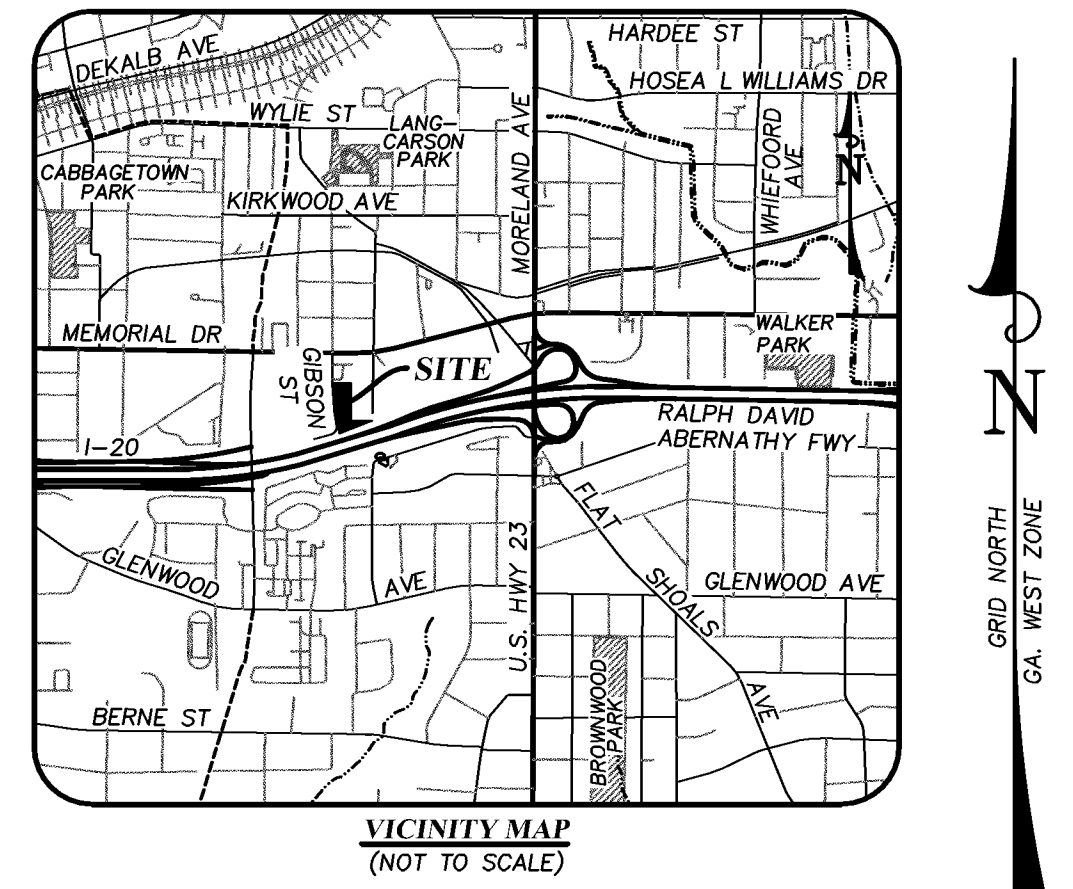 HARDEE ST
DEKALB AVE
HOSEA L WILLIAMS DR
WYLIE ST
LANG-
CARSON
PARK
MORELAND AVE
WHIEFOORD
AVE
N
CABBAGETOWN
PARK
KIRKWOOD AVE
MEMORIAL DR
WALKER
PARK
GIBSON
ST
SITE
RALPH DAVID
ABERNATHY FWY
I-20
FLAT
SHOALS
AVE
GLENWOOD
AVE
U.S. HWY 23
GLENWOOD AVE
BROWNWOOD
PARK
BERNE ST
VICINITY MAP
(NOT TO SCALE)
N
GRID NORTH
GA. WEST ZONE